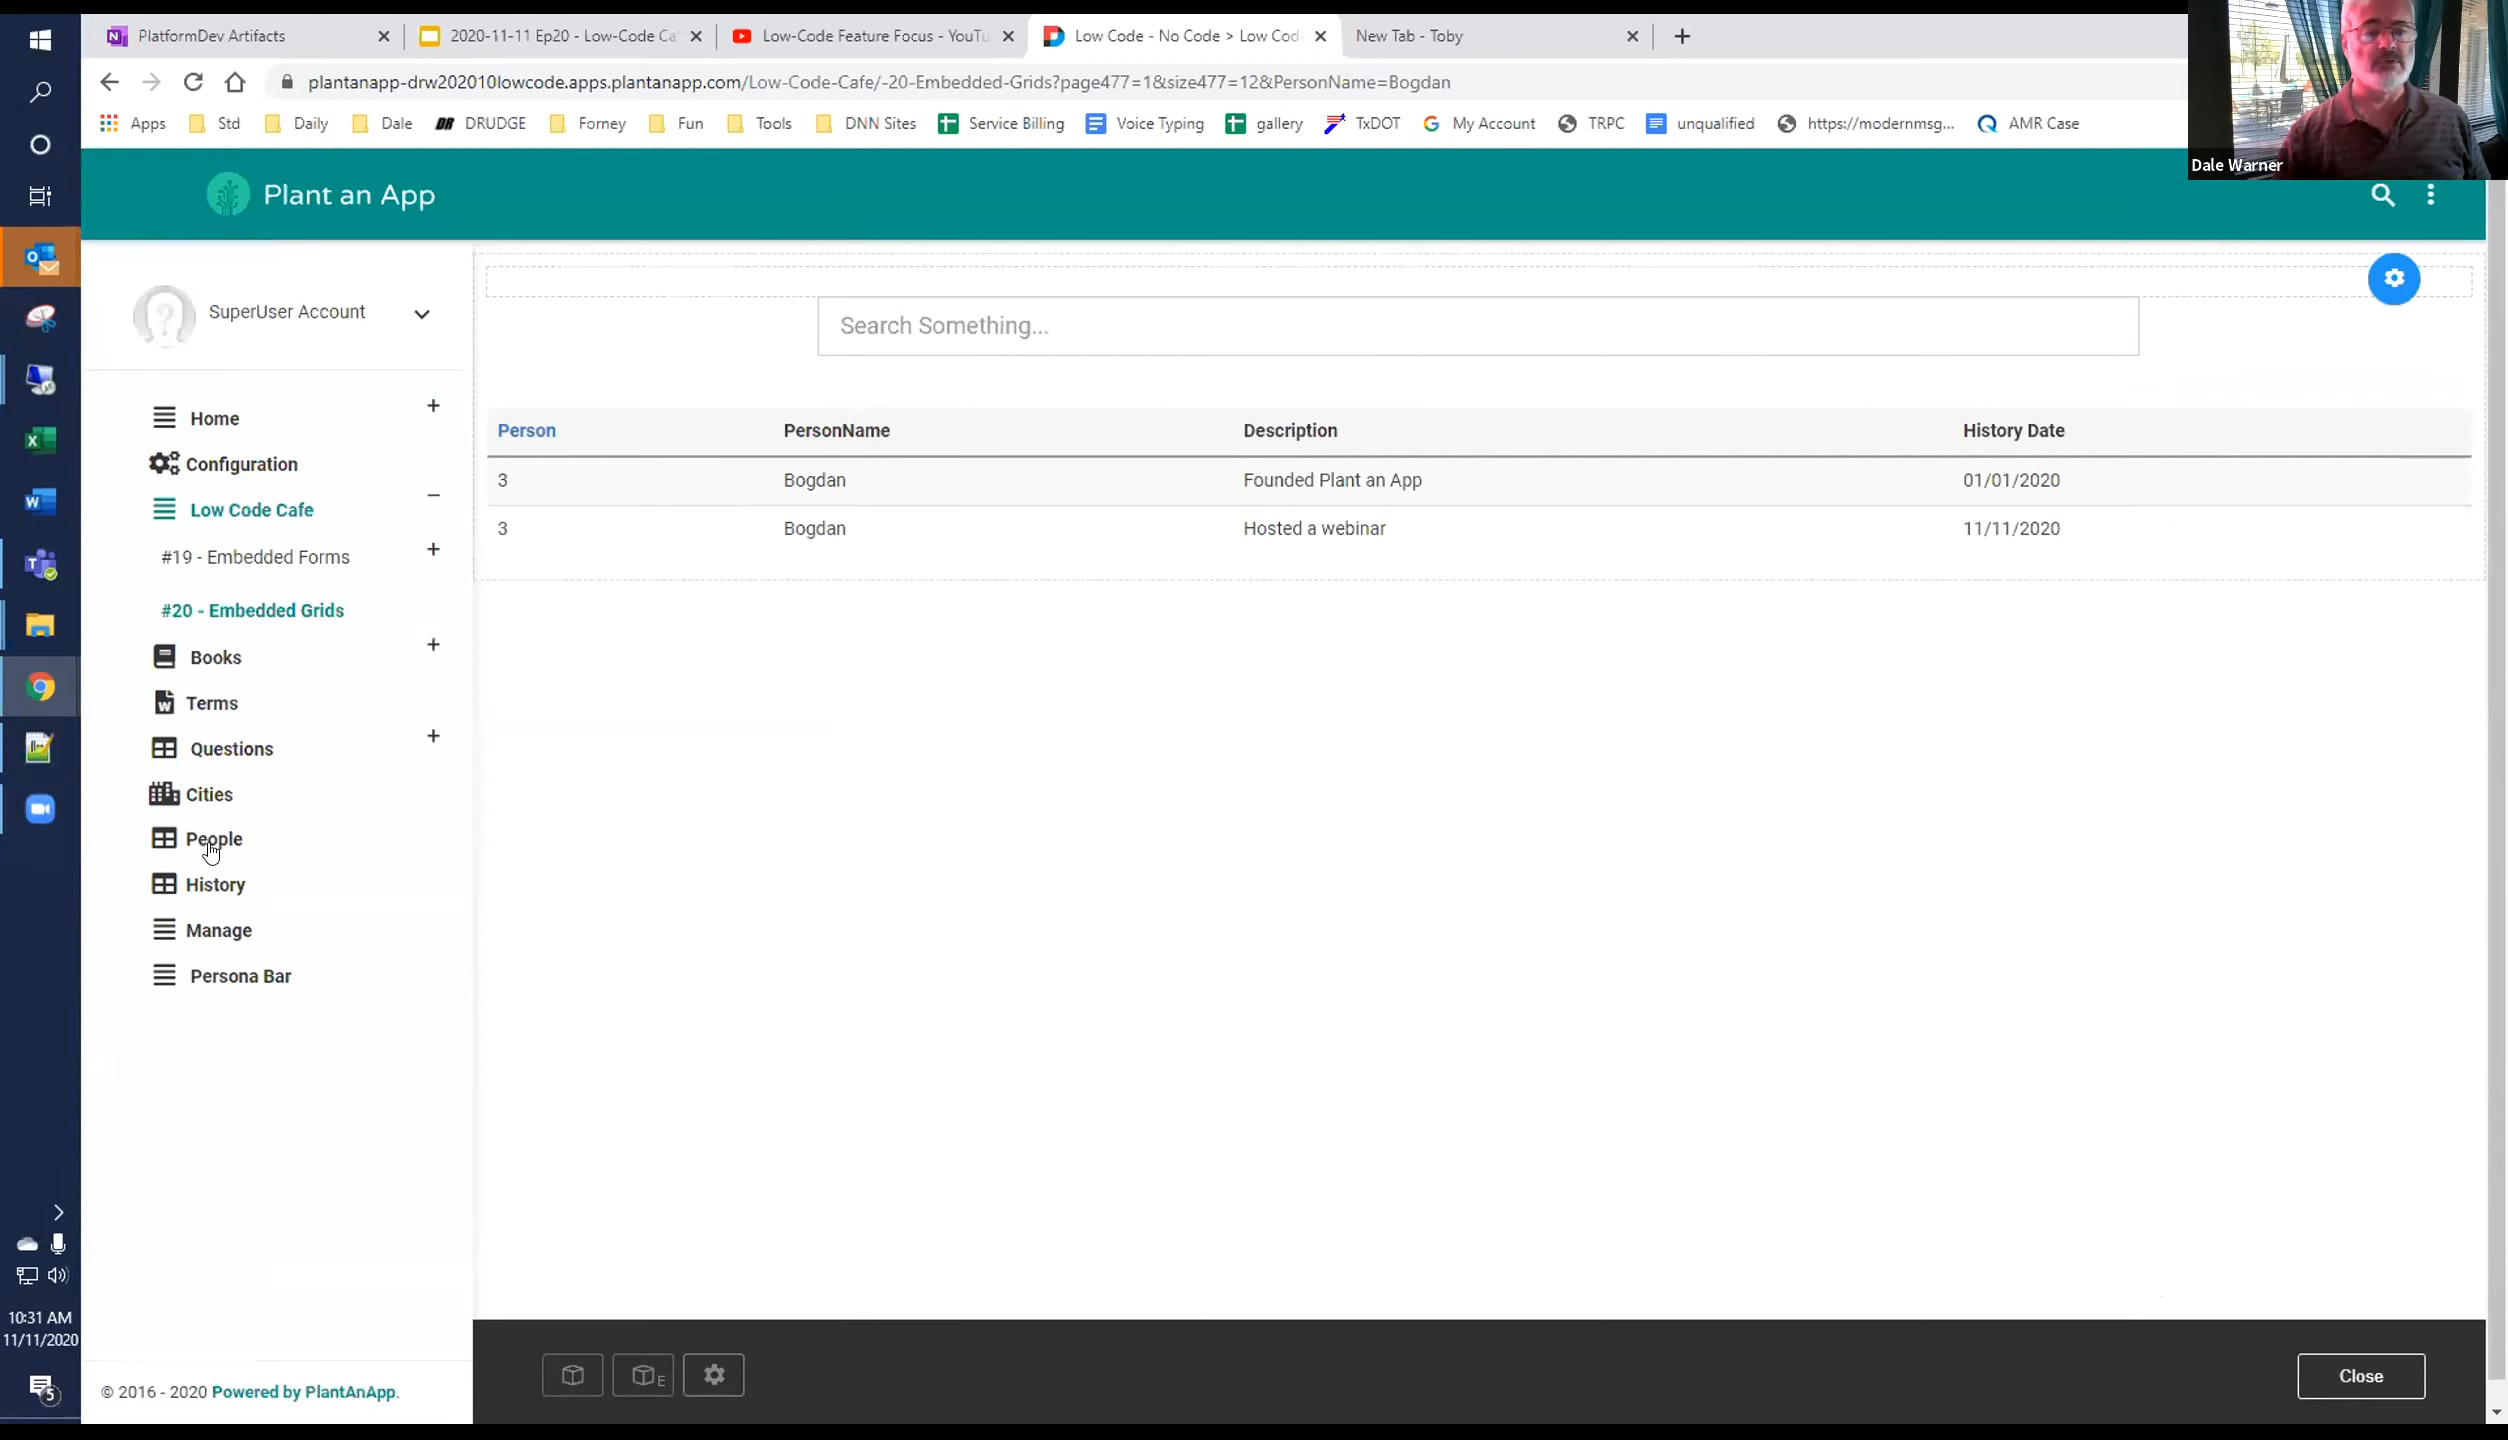 PlatformDev Artifacts
2020-11-11 Ep20 - Low-Code Ca
Low-Code Feature Focus - YouTu
Low Code - No Code > Low Cod
New Tab - Toby
plantanapp-drw202010lowcode.apps.plantanapp.com/Low-Code-Cafe/-20-Embedded-Grids?page477=1&size477=12&PersonName=Bogdan
Apps
Std
Daily
Dale
DR DRUDGE
Forney
Fun
Tools
DNN Sites
Service Billing
Voice Typing
gallery
TxDOT
My Account
TRPC
unqualified
https://modernmsg...
AMR Case
Dale Warner
Plant an App
SuperUser Account
Home
Configuration
Low Code Cafe
#19 - Embedded Forms
#20 - Embedded Grids
Books
Terms
Questions
Cities
People
History
Manage
Persona Bar
Search Something...
Person PersonName Description History Date
3 Bogdan Founded Plant an App 01/01/2020
3 Bogdan Hosted a webinar 11/11/2020
10:31 AM
11/11/2020
5
© 2016 - 2020 Powered by PlantAnApp.
E
Close